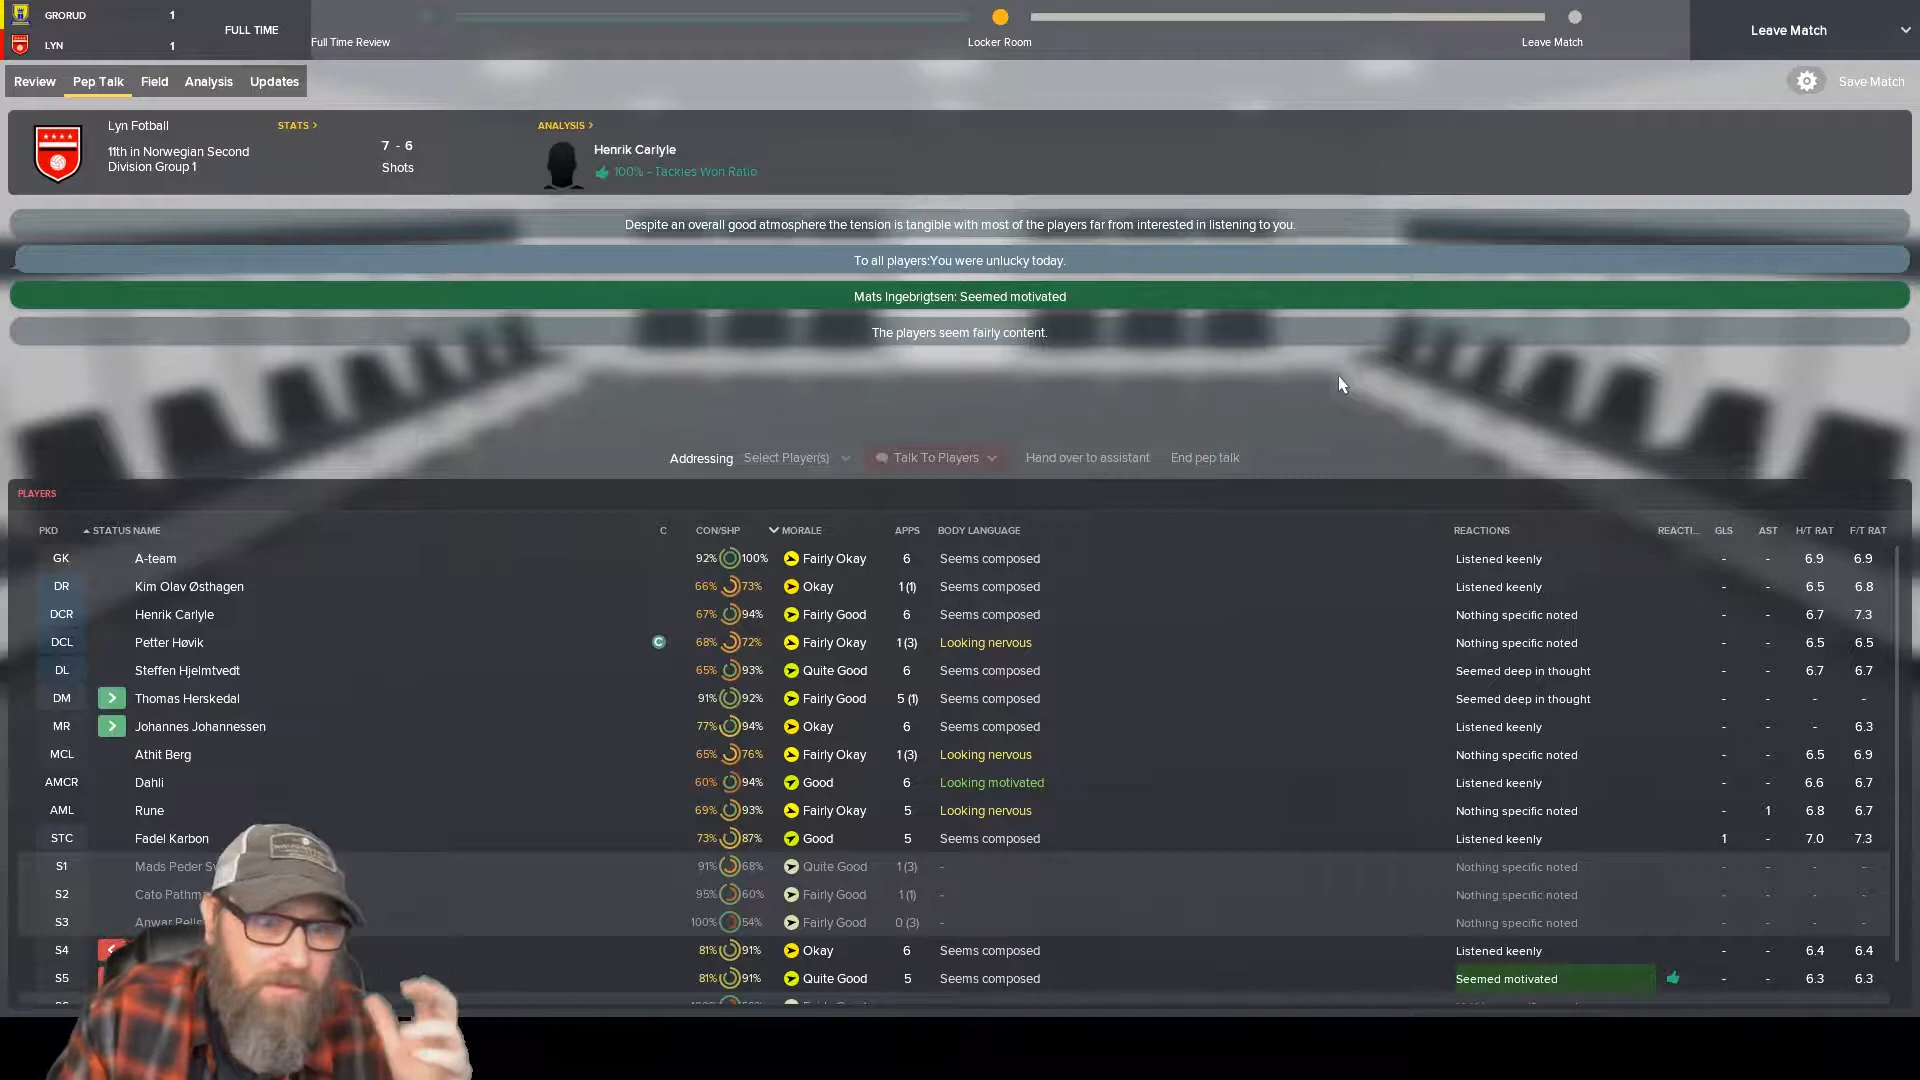 GRORUD 1
LYN 1
FULL TIME
Full Time Review
Locker Room
Leave Match
Leave Match
Review Pep Talk Field Analysis Updates
Save Match
Lyn Fotball
11th in Norwegian Second
Division Group 1
STATS >
7 - 6
Shots
ANALYSIS >
Henrik Carlyle
100% - Tackles Won Ratio
Despite an overall good atmosphere the tension is tangible with most of the players far from interested in listening to you.
To all players:You were unlucky today.
Mats Ingebrigtsen: Seemed motivated
The players seem fairly content.
Addressing Select Player(s) Talk To Players Hand over to assistant End pep talk
PLAYERS
PKD STATUS NAME C CON/SHP MORALE APPS BODY LANGUAGE REACTIONS REACTI... GLS AST H/T RAT F/T RAT
GK A-team 92% 100% Fairly Okay 6 Seems composed Listened keenly - - 6.9 6.9
DR Kim Olav Østhagen 66% 73% Okay 1 (1) Seems composed Listened keenly - - 6.5 6.8
DCR Henrik Carlyle 67% 94% Fairly Good 6 Seems composed Nothing specific noted - - 6.7 7.3
DCL Petter Høvik C 68% 72% Fairly Okay 1 (3) Looking nervous Nothing specific noted - - 6.5 6.5
DL Steffen Hjelmtvedt 65% 93% Quite Good 6 Seems composed Seemed deep in thought - - 6.7 6.7
DM Thomas Herskedal 91% 92% Fairly Good 5 (1) Seems composed Seemed deep in thought - - - -
MR Johannes Johannessen 77% 94% Okay 6 Seems composed Listened keenly - - - 6.3
MCL Athit Berg 65% 76% Fairly Okay 1 (3) Looking nervous Nothing specific noted - - 6.5 6.9
AMCR Dahli 60% 94% Good 6 Looking motivated Listened keenly - - 6.6 6.7
AML Rune 69% 93% Fairly Okay 5 Looking nervous Nothing specific noted - 1 6.8 6.7
STC Fadel Karbon 73% 87% Good 5 Seems composed Listened keenly 1 - 7.0 7.3
S1 Mads Peder 91% 68% Quite Good 1 (3) - Nothing specific noted - - - -
S2 Cato 95% 60% Fairly Good 1 (1) - Nothing specific noted - - - -
S3 Anwar 100% 54% Fairly Good 0 (3) - Nothing specific noted - - - -
S4 81% 91% Okay 6 Seems composed Listened keenly - - 6.4 6.4
S5 81% 91% Quite Good 5 Seems composed Seemed motivated - - 6.3 6.3